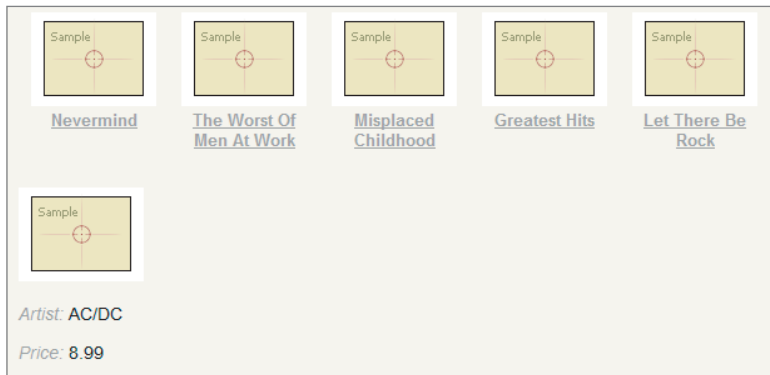 Sample Sample Sample Sample Sample
Nevermind The Worst Of Misplaced Greatest Hits Let There Be
Men At Work Childhood Rock
Sample
Artist: AC/DC
Price: 8.99